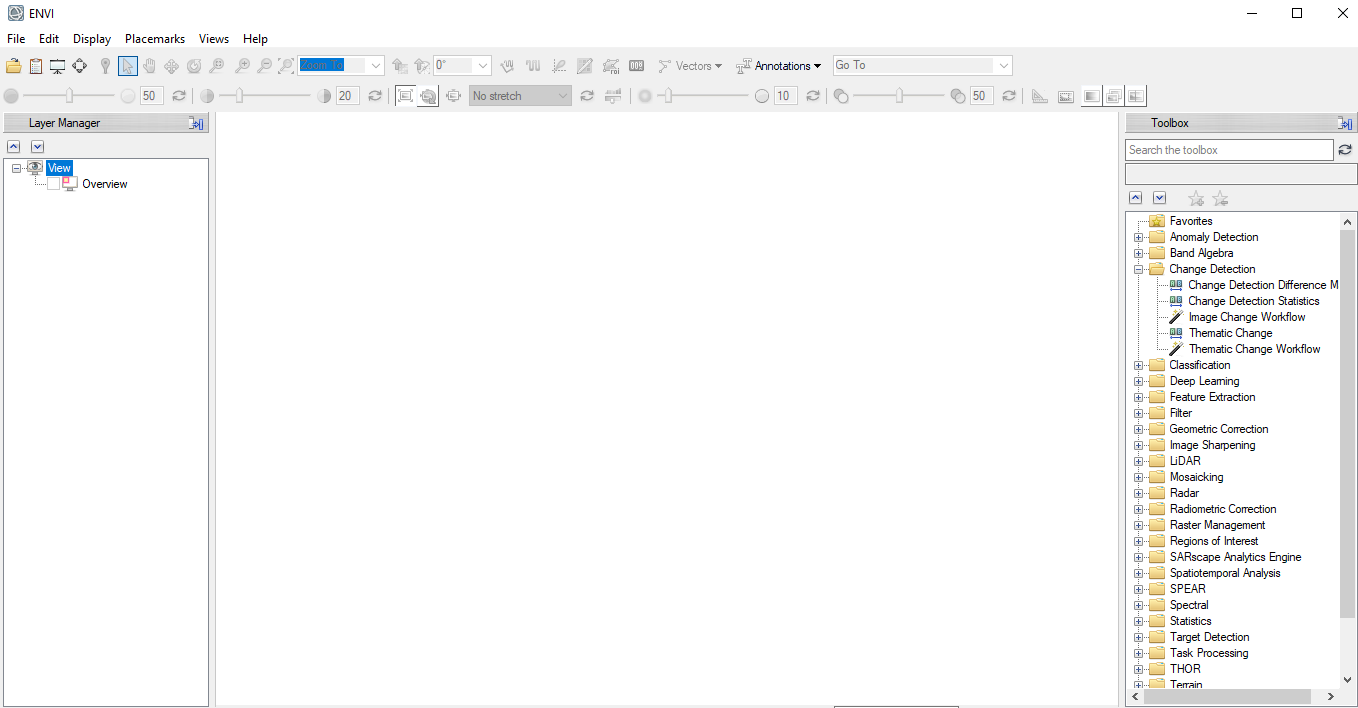 ENVI
File Edit Display Placemarks Views Help
Zoom To 0° Vectors Annotations Go To
50 20 No stretch 10 50
Layer Manager
View
Overview
Toolbox
Search the toolbox
Favorites
Anomaly Detection
Band Algebra
Change Detection
Change Detection Difference M
Change Detection Statistics
Image Change Workflow
Thematic Change
Thematic Change Workflow
Classification
Deep Learning
Feature Extraction
Filter
Geometric Correction
Image Sharpening
LiDAR
Mosaicking
Radar
Radiometric Correction
Raster Management
Regions of Interest
SARscape Analytics Engine
Spatiotemporal Analysis
SPEAR
Spectral
Statistics
Target Detection
Task Processing
THOR
Terrain